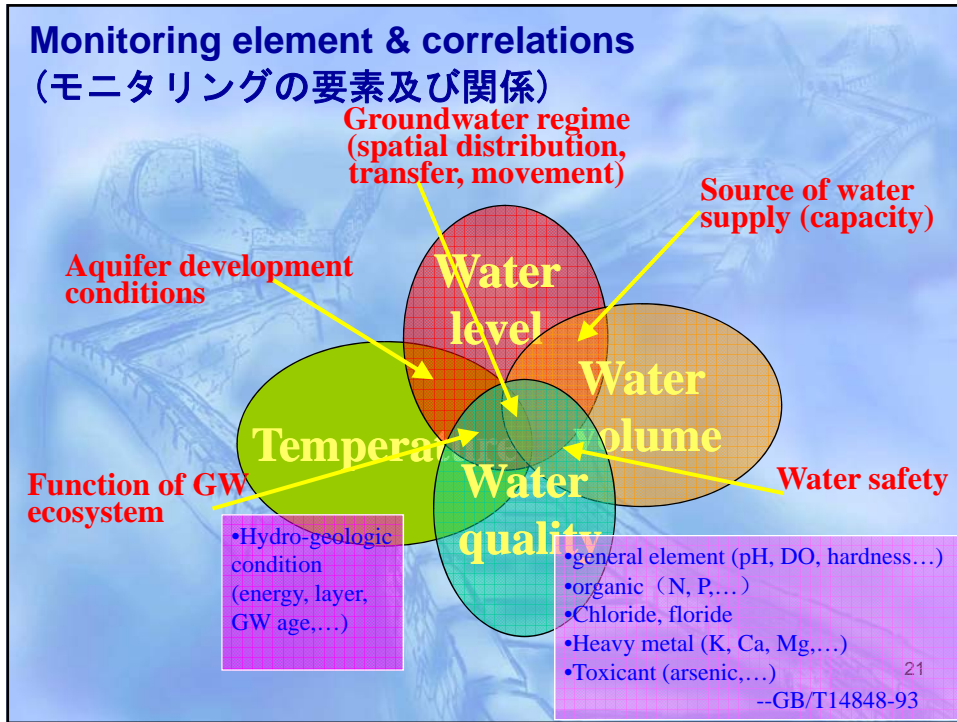 Monitoring element & correlations
(モニタリングの要素及び関係)
Groundwater regime
(spatial distribution,
transfer, movement)
Source of water
supply (capacity)
Aquifer development
conditions
Water
level
Water
volume
Temperature
Water
quality
Function of GW
ecosystem
Water safety
•Hydro-geologic
condition
(energy, layer,
GW age,…)
•general element (pH, DO, hardness…)
•organic（N, P,…）
•Chloride, floride
•Heavy metal (K, Ca, Mg,…)
•Toxicant (arsenic,…)
--GB/T14848-93
21